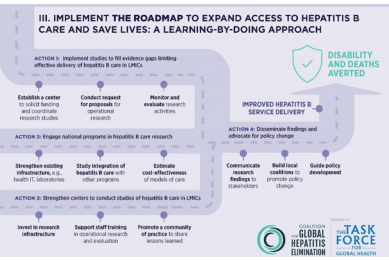 III. IMPLEMENT THE ROADMAP TO EXPAND ACCESS TO HEPATITIS B
CARE AND SAVE LIVES: A LEARNING-BY-DOING APPROACH
ACTION 1: Implement studies to fill evidence gaps limiting
effective delivery of hepatitis B care in LMICs
Establish a center
to solicit funding
and coordinate
research studies
Conduct request
for proposals for
operational
research
Monitor and
evaluate research
activities
DISABILITY
AND DEATHS
AVERTED
IMPROVED HEPATITIS B
SERVICE DELIVERY
ACTION 2: Engage national programs in hepatitis B care research
Strengthen existing
infrastructure, e.g.,
health IT, laboratories
Study integration of
hepatitis B care with
other programs
Estimate
cost-effectiveness
of models of care
ACTION 4: Disseminate findings and
advocate for policy change
Communicate
research
findings to
stakeholders
Build local
coalitions to
promote policy
change
Guide policy
development
ACTION 3: Strengthen centers to conduct studies of hepatitis B care in LMICs
Invest in research
infrastructure
Support staff training
in operational research
and evaluation
Promote a community
of practice to share
lessons learned
COALITION
FOR GLOBAL
HEPATITIS
ELIMINATION
THE TASK
FORCE
FOR GLOBAL HEALTH